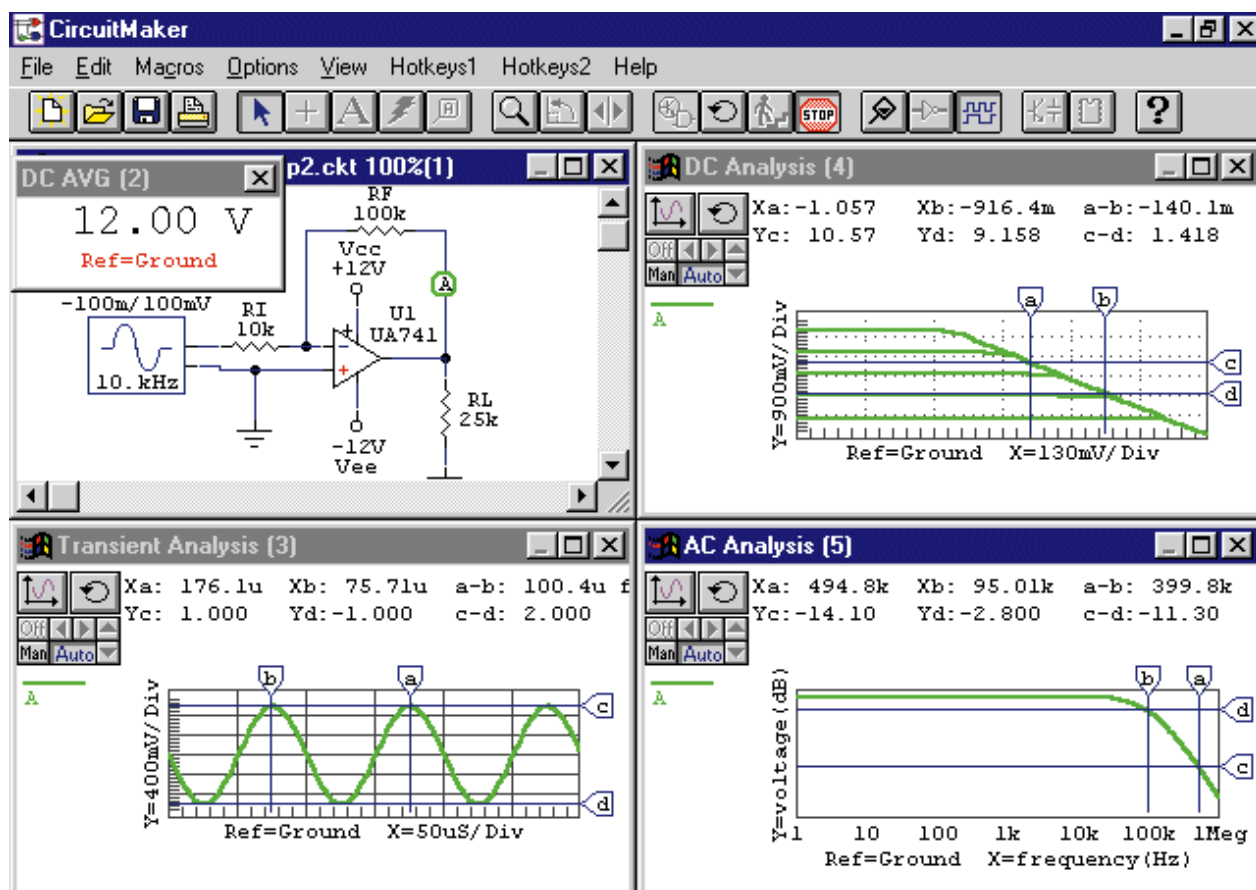 CircuitMaker
File Edit Macros Options View Hotkeys1 Hotkeys2 Help
A STOP ?
DC AVG (2)
12.00 V
Ref=Ground
p2.ckt 100%(1)
RF
100k
Vcc
+12V
A
-100m/100mV
RI
10k
U1
UA741
10.kHz
RL
25k
-12V
Vee
DC Analysis (4)
Xa:-1.057 Xb:-916.4m a-b:-140.1m
Yc: 10.57 Yd: 9.158 c-d: 1.418
Off
Man Auto
A
a b
c
d
Y=900mV/Div
Ref=Ground X=130mV/Div
Transient Analysis (3)
Xa: 176.1u Xb: 75.71u a-b: 100.4u f
Yc: 1.000 Yd:-1.000 c-d: 2.000
Off
Man Auto
A
b a
c
d
Y=400mV/Div
Ref=Ground X=50uS/Div
AC Analysis (5)
Xa: 494.8k Xb: 95.01k a-b: 399.8k
Yc:-14.10 Yd:-2.800 c-d:-11.30
Off
Man Auto
A
b a
d
c
Y=voltage(dB)
1 10 100 1k 10k 100k 1Meg
Ref=Ground X=frequency(Hz)